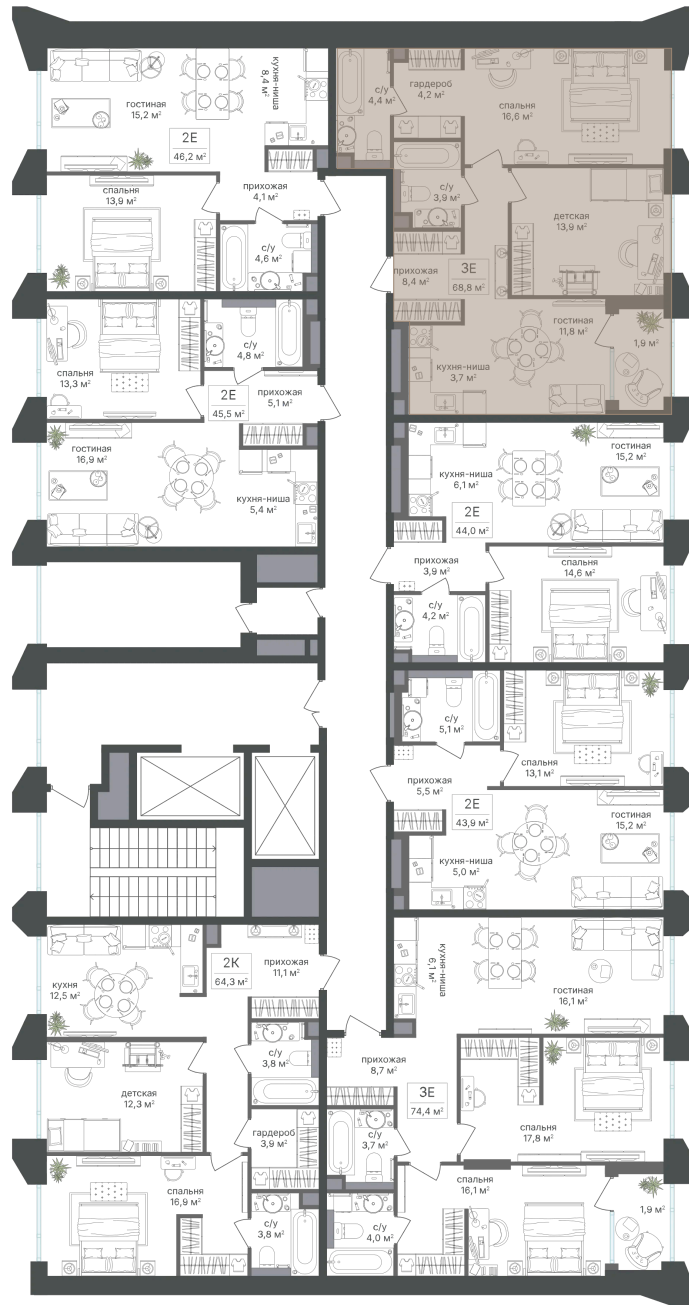 гостиная
15,2 м²
кухня-ниша
8,4 м²
2Е
46,2 м²
спальня
13,9 м²
прихожая
4,1 м²
с/у
4,6 м²
с/у
4,4 м²
гардероб
4,2 м²
спальня
16,6 м²
с/у
3,9 м²
детская
13,9 м²
прихожая
8,4 м²
3Е
68,8 м²
гостиная
11,8 м²
1,9 м²
кухня-ниша
3,7 м²
спальня
13,3 м²
с/у
4,8 м²
2Е
45,5 м²
прихожая
5,1 м²
гостиная
16,9 м²
кухня-ниша
5,4 м²
кухня-ниша
6,1 м²
гостиная
15,2 м²
2Е
44,0 м²
прихожая
3,9 м²
спальня
14,6 м²
с/у
4,2 м²
с/у
5,1 м²
спальня
13,1 м²
прихожая
5,5 м²
2Е
43,9 м²
гостиная
15,2 м²
кухня-ниша
5,0 м²
кухня
12,5 м²
2К
64,3 м²
прихожая
11,1 м²
с/у
3,8 м²
детская
12,3 м²
гардероб
3,9 м²
спальня
16,9 м²
с/у
3,8 м²
кухня-ниша
6,1 м²
гостиная
16,1 м²
прихожая
8,7 м²
3Е
74,4 м²
с/у
3,7 м²
спальня
17,8 м²
спальня
16,1 м²
с/у
4,0 м²
1,9 м²